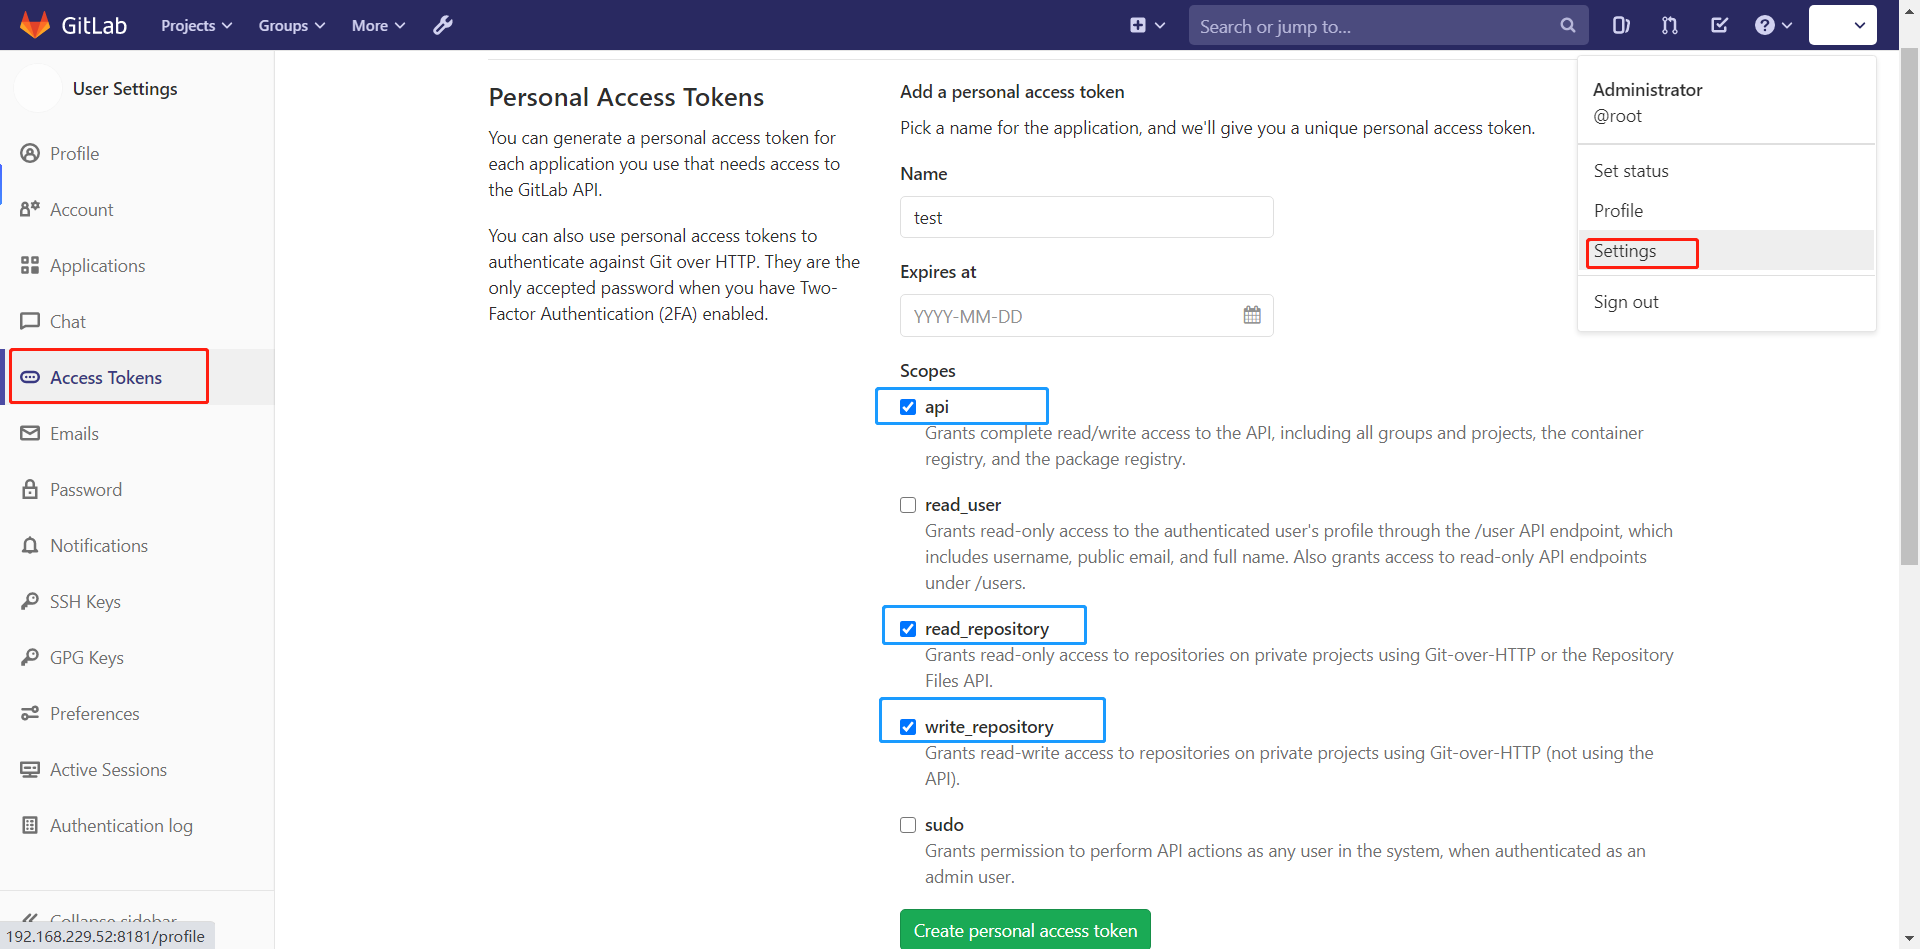 GitLab
Projects
Groups
More
Search or jump to...
User Settings
Profile
Account
Applications
Chat
Access Tokens
Emails
Password
Notifications
SSH Keys
GPG Keys
Preferences
Active Sessions
Authentication log
Collapse sidebar
192.168.229.52:8181/profile
Personal Access Tokens
You can generate a personal access token for
each application you use that needs access to
the GitLab API.
You can also use personal access tokens to
authenticate against Git over HTTP. They are the
only accepted password when you have Two-
Factor Authentication (2FA) enabled.
Add a personal access token
Pick a name for the application, and we'll give you a unique personal access token.
Name
test
Expires at
YYYY-MM-DD
Scopes
api
Grants complete read/write access to the API, including all groups and projects, the container
registry, and the package registry.
read_user
Grants read-only access to the authenticated user's profile through the /user API endpoint, which
includes username, public email, and full name. Also grants access to read-only API endpoints
under /users.
read_repository
Grants read-only access to repositories on private projects using Git-over-HTTP or the Repository
Files API.
write_repository
Grants read-write access to repositories on private projects using Git-over-HTTP (not using the
API).
sudo
Grants permission to perform API actions as any user in the system, when authenticated as an
admin user.
Create personal access token
Administrator
@root
Set status
Profile
Settings
Sign out